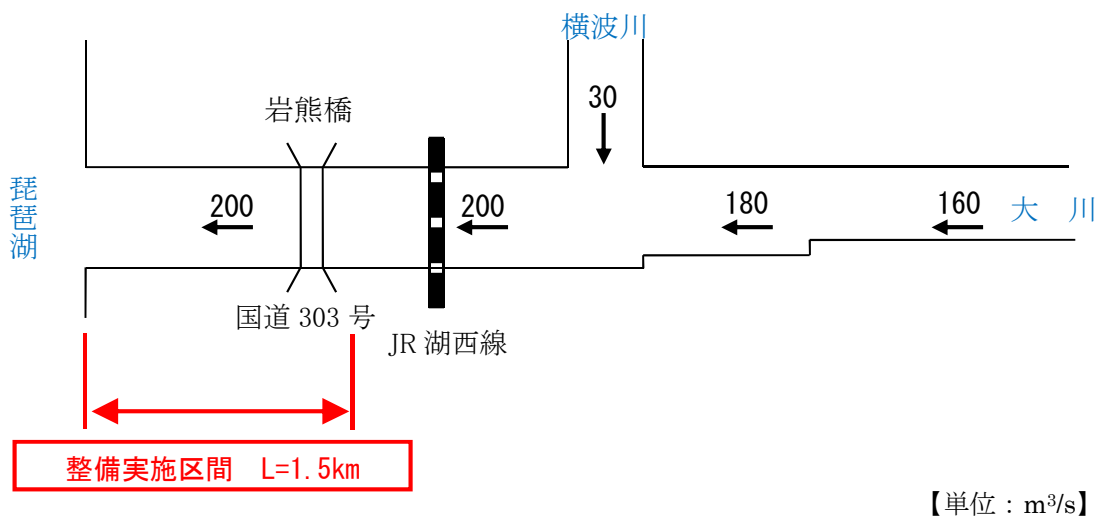 横波川
30
岩熊橋
琵琶湖
200
200
180
160
大 川
国道 303 号
JR 湖西線
整備実施区間 L=1.5km
【単位：m³/s】